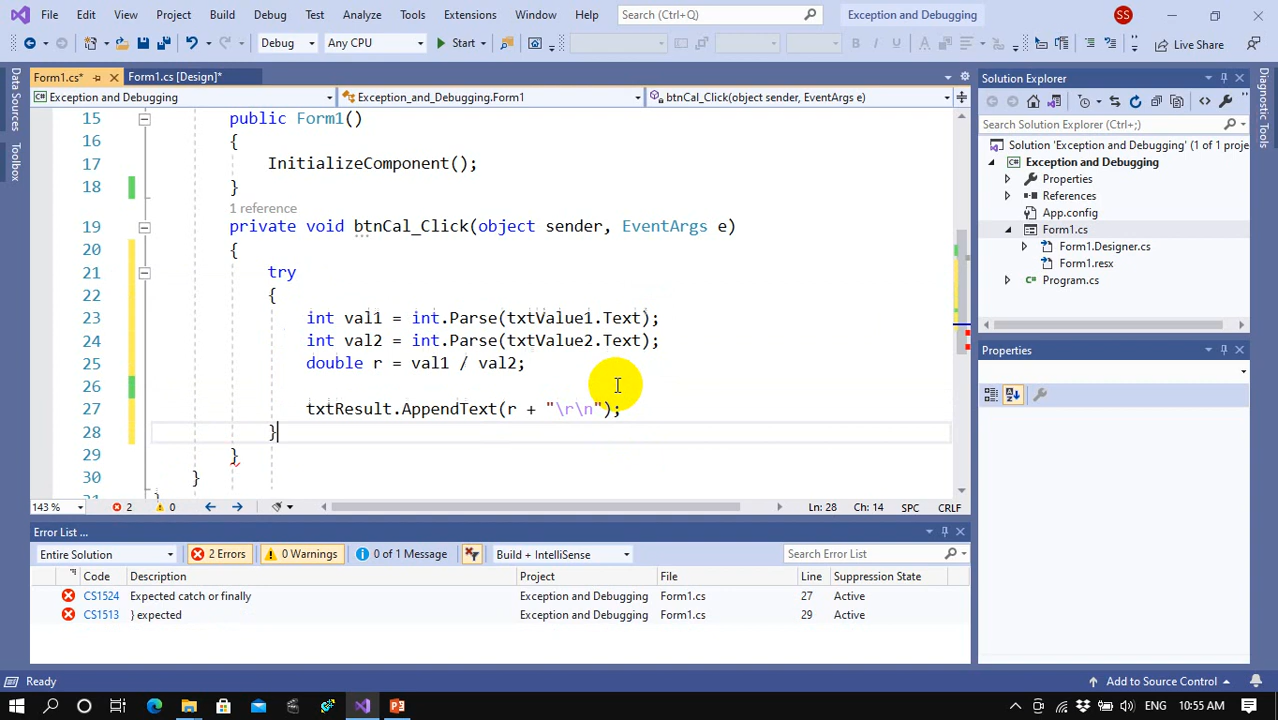 File Edit View Project Build Debug Test Analyze Tools Extensions Window Help Search (Ctrl+Q) Exception and Debugging SS
Debug Any CPU Start Live Share
Form1.cs* Form1.cs [Design]*
Exception and Debugging Exception_and_Debugging.Form1 btnCal_Click(object sender, EventArgs e)
Data Sources
Toolbox
15 public Form1()
16 {
17 InitializeComponent();
18 }
1 reference
19 private void btnCal_Click(object sender, EventArgs e)
20 {
21 try
22 {
23 int val1 = int.Parse(txtValue1.Text);
24 int val2 = int.Parse(txtValue2.Text);
25 double r = val1 / val2;
26
27 txtResult.AppendText(r + "\r\n");
28 }
29 }
30 }
31 }
143 % 2 0 Ln: 28 Ch: 14 SPC CRLF
Error List ...
Entire Solution 2 Errors 0 Warnings 0 of 1 Message Build + IntelliSense Search Error List
Code Description Project File Line Suppression State
CS1524 Expected catch or finally Exception and Debugging Form1.cs 27 Active
CS1513 } expected Exception and Debugging Form1.cs 29 Active
Solution Explorer
Search Solution Explorer (Ctrl+;)
Solution 'Exception and Debugging' (1 of 1 proje
Exception and Debugging
Properties
References
App.config
Form1.cs
Form1.Designer.cs
Form1.resx
Program.cs
Properties
Diagnostic Tools
Ready Add to Source Control
10:55 AM